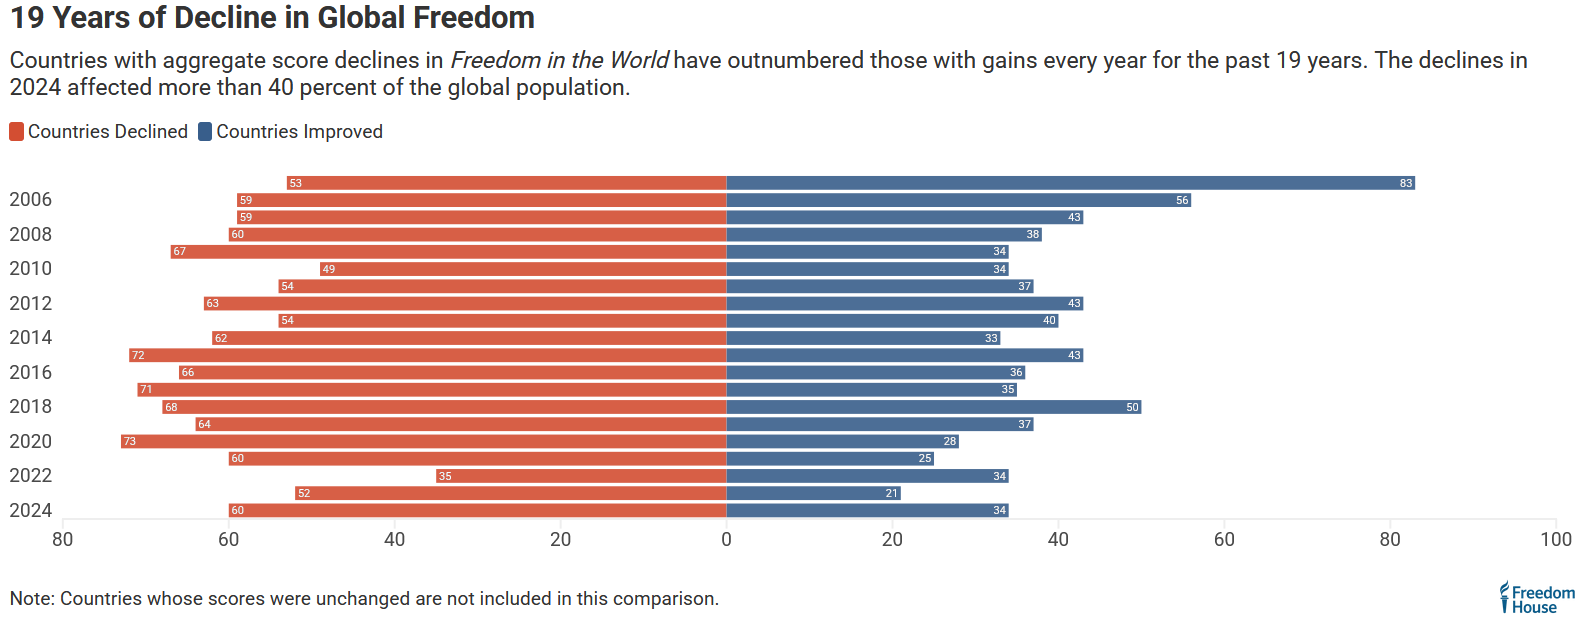 19 Years of Decline in Global Freedom
Countries with aggregate score declines in Freedom in the World have outnumbered those with gains every year for the past 19 years. The declines in
2024 affected more than 40 percent of the global population.
Countries Declined Countries Improved
53 83
2006 59 56
59 43
2008 60 38
67 34
2010 49 34
54 37
2012 63 43
54 40
2014 62 33
72 43
2016 66 36
71 35
2018 68 50
64 37
2020 73 28
60 25
2022 35 34
52 21
2024 60 34
80 60 40 20 0 20 40 60 80 100
Note: Countries whose scores were unchanged are not included in this comparison.
Freedom
House